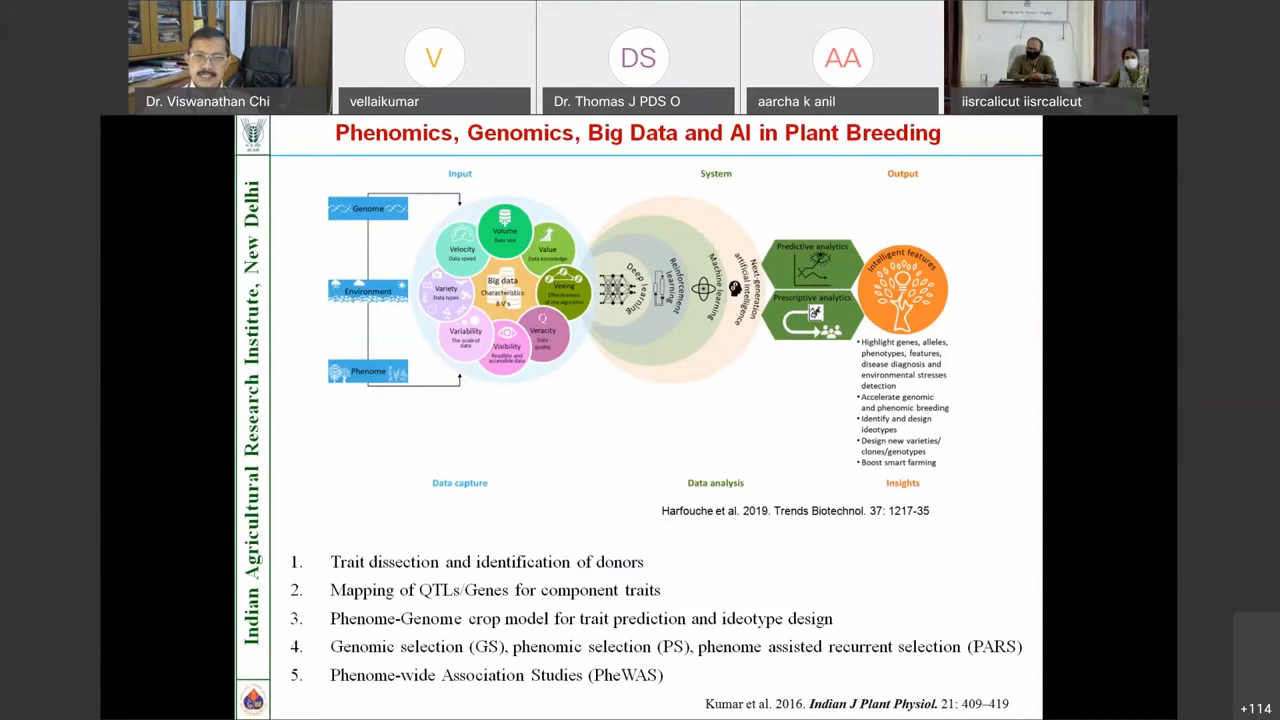 V
DS
AA
Dr. Viswanathan Chi
vellaikumar
Dr. Thomas J PDS O
aarcha k anil
iisrcalicut iisrcalicut
Indian Agricultural Research Institute, New Delhi
Phenomics, Genomics, Big Data and AI in Plant Breeding
Input
System
Output
Genome
Environment
Phenome
Volume
Data size
Velocity
Data speed
Value
Data knowledge
Variety
Data types
Big data
Characteristics
8 V's
Vexing
Effectiveness
of the algorithm
Variability
The scale of
data
Visibility
Readible and
accessible data
Veracity
Data
quality
Deep learning
Reinforcement
learning
Machine learning
Next-generation
artificial intelligence
Predictive analytics
Prescriptive analytics
Intelligent features
• Highlight genes, alleles,
phenotypes, features,
disease diagnosis and
environmental stresses
detection
• Accelerate genomic
and phenomic breeding
• Identify and design
ideotypes
• Design new varieties/
clones/genotypes
• Boost smart farming
Data capture
Data analysis
Insights
Harfouche et al. 2019. Trends Biotechnol. 37: 1217-35
1. Trait dissection and identification of donors
2. Mapping of QTLs/Genes for component traits
3. Phenome-Genome crop model for trait prediction and ideotype design
4. Genomic selection (GS), phenomic selection (PS), phenome assisted recurrent selection (PARS)
5. Phenome-wide Association Studies (PheWAS)
Kumar et al. 2016. Indian J Plant Physiol. 21: 409–419
+114